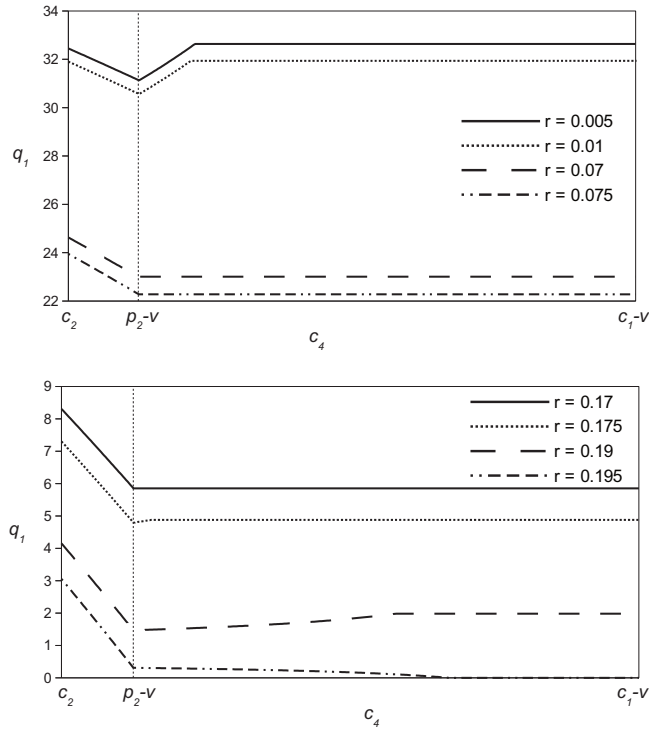 34
32
30
28
26
24
22
q1
r = 0.005
r = 0.01
r = 0.07
r = 0.075
c2
p2-v
c1-v
c4
9
8
7
6
5
4
3
2
1
0
q1
r = 0.17
r = 0.175
r = 0.19
r = 0.195
c2
p2-v
c1-v
c4